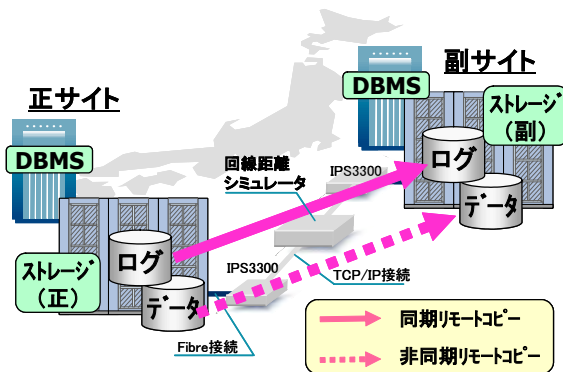 正サイト
DBMS
ログ
データ
ストレージ
(正)
副サイト
DBMS
ストレージ
(副)
ログ
データ
回線距離
シミュレータ
IPS3300
IPS3300
TCP/IP接続
Fibre接続
同期リモートコピー
非同期リモートコピー